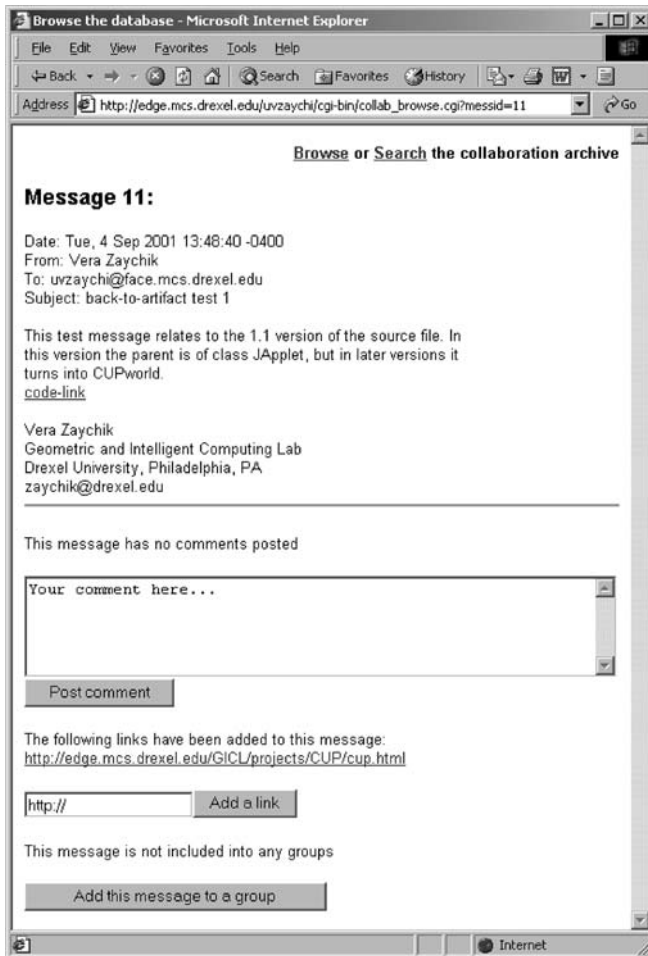 Browse the database - Microsoft Internet Explorer
File Edit View Favorites Tools Help
Back Search Favorites History
Address http://edge.mcs.drexel.edu/uvzaychi/cgi-bin/collab_browse.cgi?messid=11 Go
Browse or Search the collaboration archive
Message 11:
Date: Tue, 4 Sep 2001 13:48:40 -0400
From: Vera Zaychik
To: uvzaychi@face.mcs.drexel.edu
Subject: back-to-artifact test 1
This test message relates to the 1.1 version of the source file. In
this version the parent is of class JApplet, but in later versions it
turns into CUPworld.
code-link
Vera Zaychik
Geometric and Intelligent Computing Lab
Drexel University, Philadelphia, PA
zaychik@drexel.edu
This message has no comments posted
Your comment here...
Post comment
The following links have been added to this message:
http://edge.mcs.drexel.edu/GICL/projects/CUP/cup.html
http:// Add a link
This message is not included into any groups
Add this message to a group
Internet